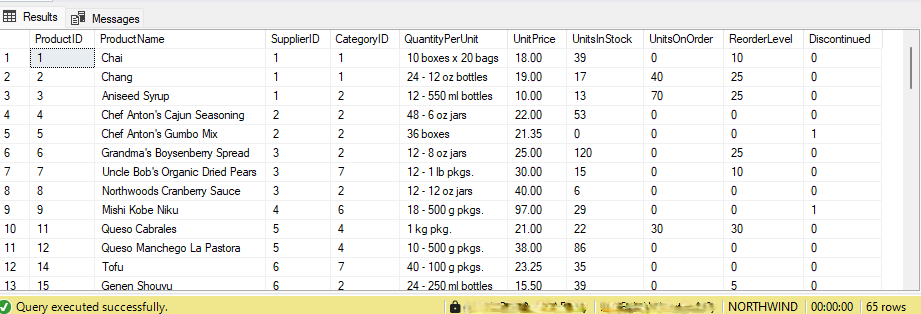 Results Messages
ProductID ProductName SupplierID CategoryID QuantityPerUnit UnitPrice UnitsInStock UnitsOnOrder ReorderLevel Discontinued
1 1 Chai 1 1 10 boxes x 20 bags 18.00 39 0 10 0
2 2 Chang 1 1 24 - 12 oz bottles 19.00 17 40 25 0
3 3 Aniseed Syrup 1 2 12 - 550 ml bottles 10.00 13 70 25 0
4 4 Chef Anton's Cajun Seasoning 2 2 48 - 6 oz jars 22.00 53 0 0 0
5 5 Chef Anton's Gumbo Mix 2 2 36 boxes 21.35 0 0 0 1
6 6 Grandma's Boysenberry Spread 3 2 12 - 8 oz jars 25.00 120 0 25 0
7 7 Uncle Bob's Organic Dried Pears 3 7 12 - 1 lb pkgs. 30.00 15 0 10 0
8 8 Northwoods Cranberry Sauce 3 2 12 - 12 oz jars 40.00 6 0 0 0
9 9 Mishi Kobe Niku 4 6 18 - 500 g pkgs. 97.00 29 0 0 1
10 11 Queso Cabrales 5 4 1 kg pkg. 21.00 22 30 30 0
11 12 Queso Manchego La Pastora 5 4 10 - 500 g pkgs. 38.00 86 0 0 0
12 14 Tofu 6 7 40 - 100 g pkgs. 23.25 35 0 0 0
13 15 Genen Shouyu 6 2 24 - 250 ml bottles 15.50 39 0 5 0
Query executed successfully. NORTHWIND 00:00:00 65 rows